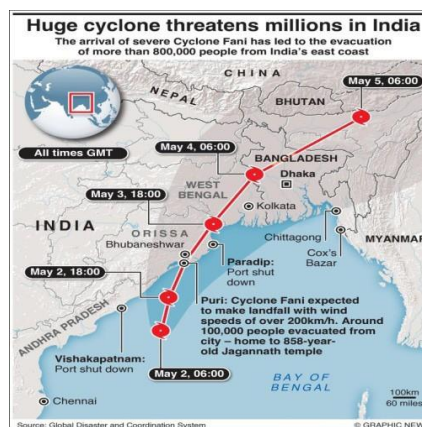 Huge cyclone threatens millions in India
The arrival of severe Cyclone Fani has led to the evacuation
of more than 800,000 people from India's east coast
CHINA
NEPAL
May 5, 06:00
BHUTAN
All times GMT
May 4, 06:00
BANGLADESH
Dhaka
May 3, 18:00
WEST
BENGAL
Kolkata
INDIA
ORISSA
Bhubaneshwar
Chittagong
MYANMAR
Cox's
Bazar
Paradip:
Port shut
down
May 2, 18:00
Puri: Cyclone Fani expected
to make landfall with wind
speeds of over 200km/h. Around
100,000 people evacuated from
city – home to 858-year-
old Jagannath temple
ANDHRA PRADESH
Vishakapatnam:
Port shut down
May 2, 06:00
BAY OF
BENGAL
100km
60 miles
Chennai
Source: Global Disaster and Coordination System
© GRAPHIC NEW